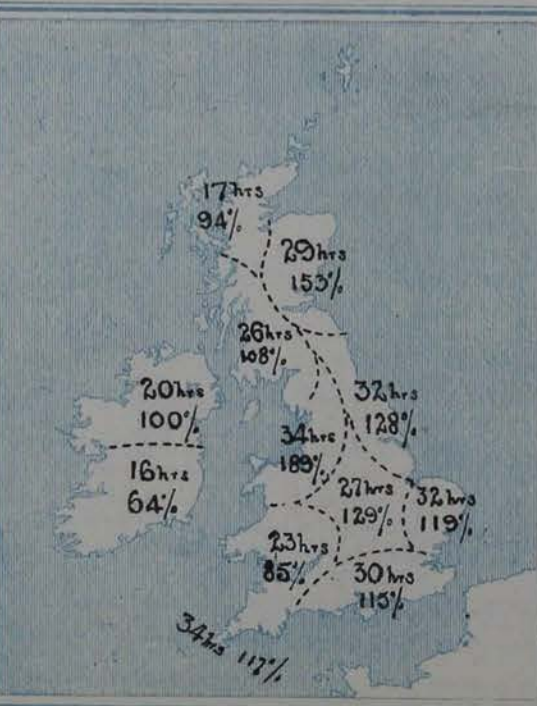 17hrs
94%
29hrs
153%
26hrs
108%
20hrs
100%
32hrs
128%
34hrs
189%
16hrs
64%
27hrs
129%
32hrs
119%
23hrs
85%
30hrs
115%
34hrs 117%